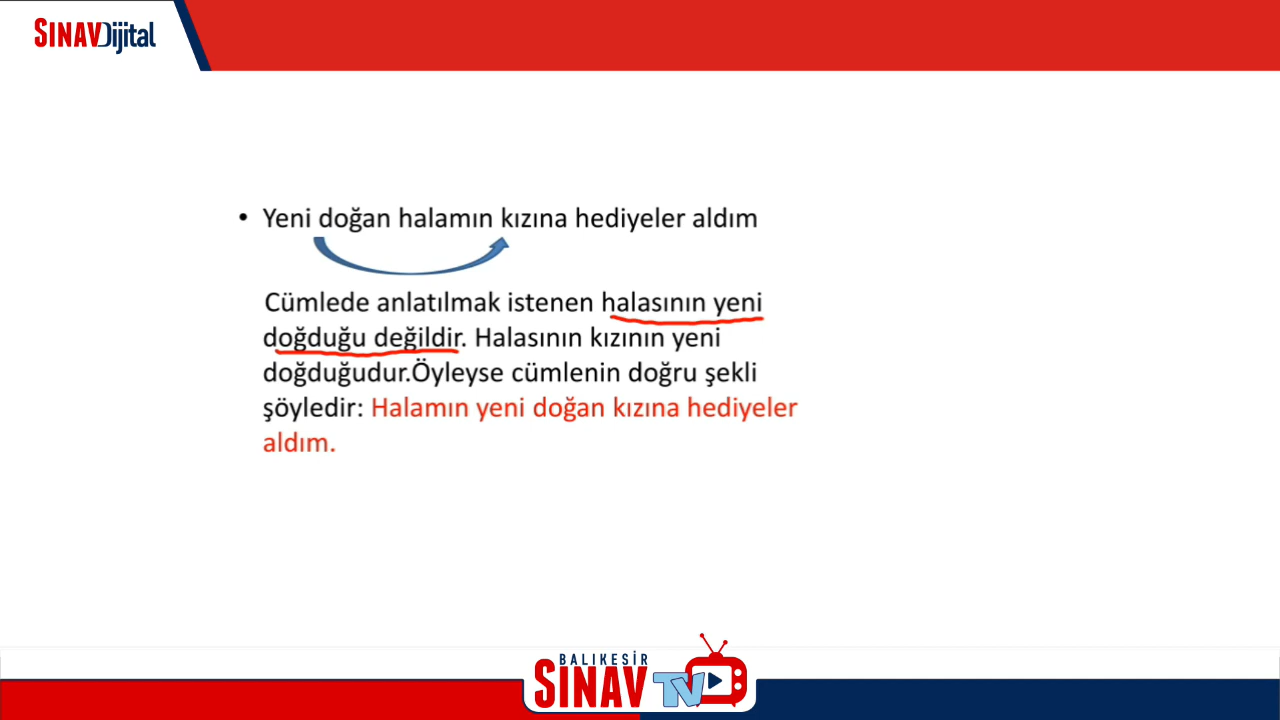 SINAVDijital
• Yeni doğan halamın kızına hediyeler aldım
Cümlede anlatılmak istenen halasının yeni
doğduğu değildir. Halasının kızının yeni
doğduğudur.Öyleyse cümlenin doğru şekli
şöyledir: Halamın yeni doğan kızına hediyeler
aldım.
BALIKESİR
SINAV TV